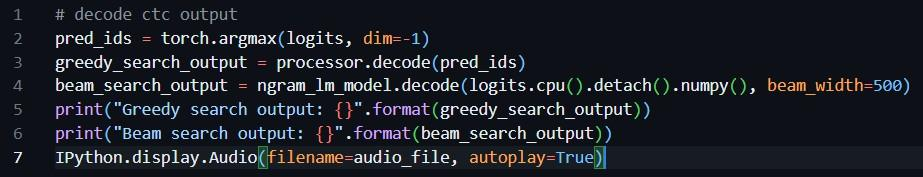 1 # decode ctc output
2 pred_ids = torch.argmax(logits, dim=-1)
3 greedy_search_output = processor.decode(pred_ids)
4 beam_search_output = ngram_lm_model.decode(logits.cpu().detach().numpy(), beam_width=500)
5 print("Greedy search output: {}".format(greedy_search_output))
6 print("Beam search output: {}".format(beam_search_output))
7 IPython.display.Audio(filename=audio_file, autoplay=True)